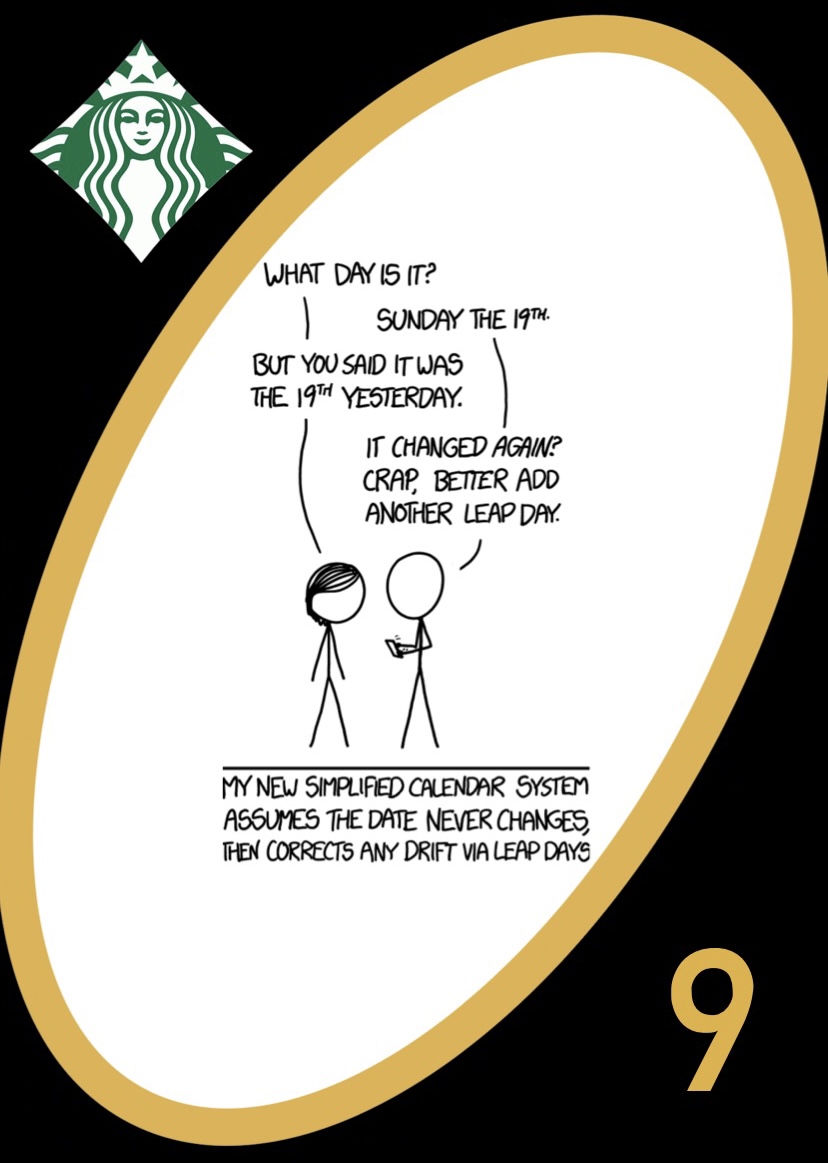 WHAT DAY IS IT?
SUNDAY THE 19TH.
BUT YOU SAID IT WAS
THE 19TH YESTERDAY.
IT CHANGED AGAIN?
CRAP, BETTER ADD
ANOTHER LEAP DAY.
MY NEW SIMPLIFIED CALENDAR SYSTEM
ASSUMES THE DATE NEVER CHANGES,
THEN CORRECTS ANY DRIFT VIA LEAP DAYS
9